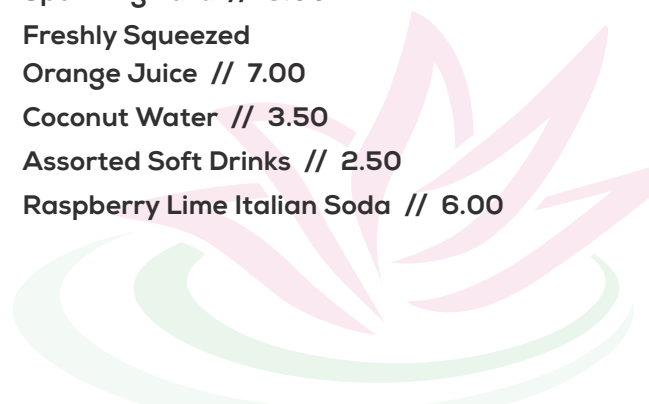 Freshly Squeezed
Orange Juice // 7.00
Coconut Water // 3.50
Assorted Soft Drinks // 2.50
Raspberry Lime Italian Soda // 6.00